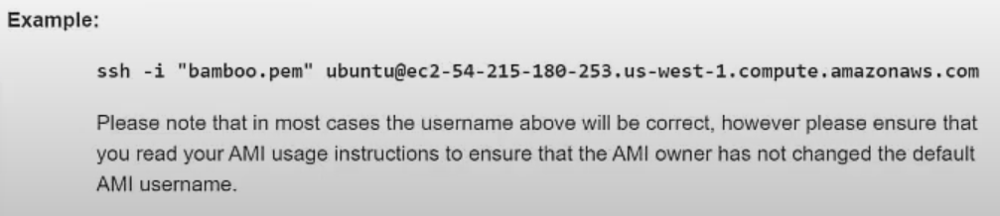 Example:
ssh -i "bamboo.pem" ubuntu@ec2-54-215-180-253.us-west-1.compute.amazonaws.com
Please note that in most cases the username above will be correct, however please ensure that
you read your AMI usage instructions to ensure that the AMI owner has not changed the default
AMI username.